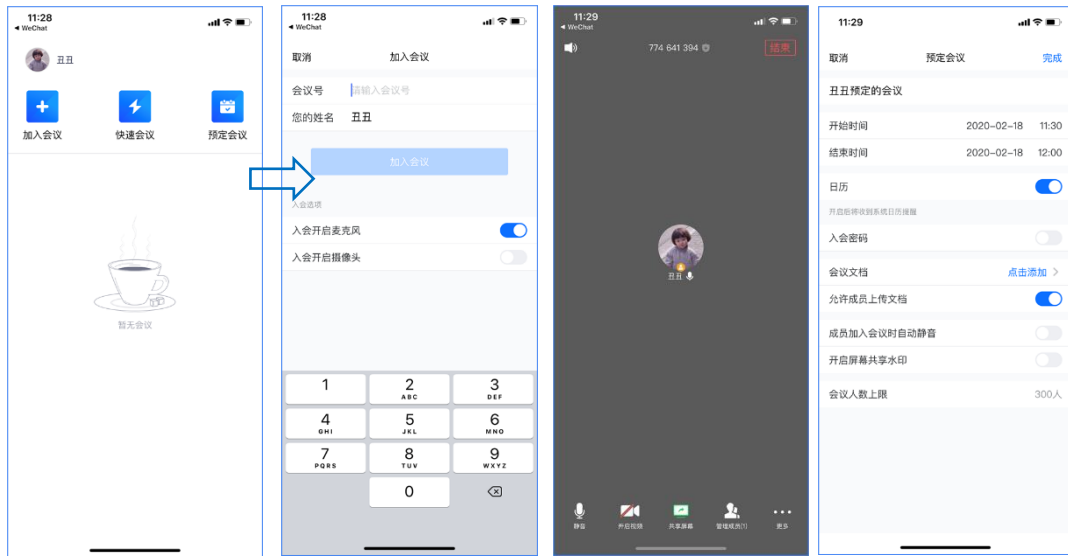 11:28
◀ WeChat
丑丑
加入会议
快速会议
预定会议
暂无会议
11:28
◀ WeChat
取消
加入会议
会议号
请输入会议号
您的姓名
丑丑
加入会议
入会选项
入会开启麦克风
入会开启摄像头
1
2
ABC
3
DEF
4
GHI
5
JKL
6
MNO
7
PQRS
8
TUV
9
WXYZ
0
11:29
◀ WeChat
774 641 394
结束
丑丑
静音
开启视频
共享屏幕
管理成员(1)
更多
11:29
取消
预定会议
完成
丑丑预定的会议
开始时间
2020-02-18 11:30
结束时间
2020-02-18 12:00
日历
开启后将收到系统日历提醒
入会密码
会议文档
点击添加 >
允许成员上传文档
成员加入会议时自动静音
开启屏幕共享水印
会议人数上限
300人